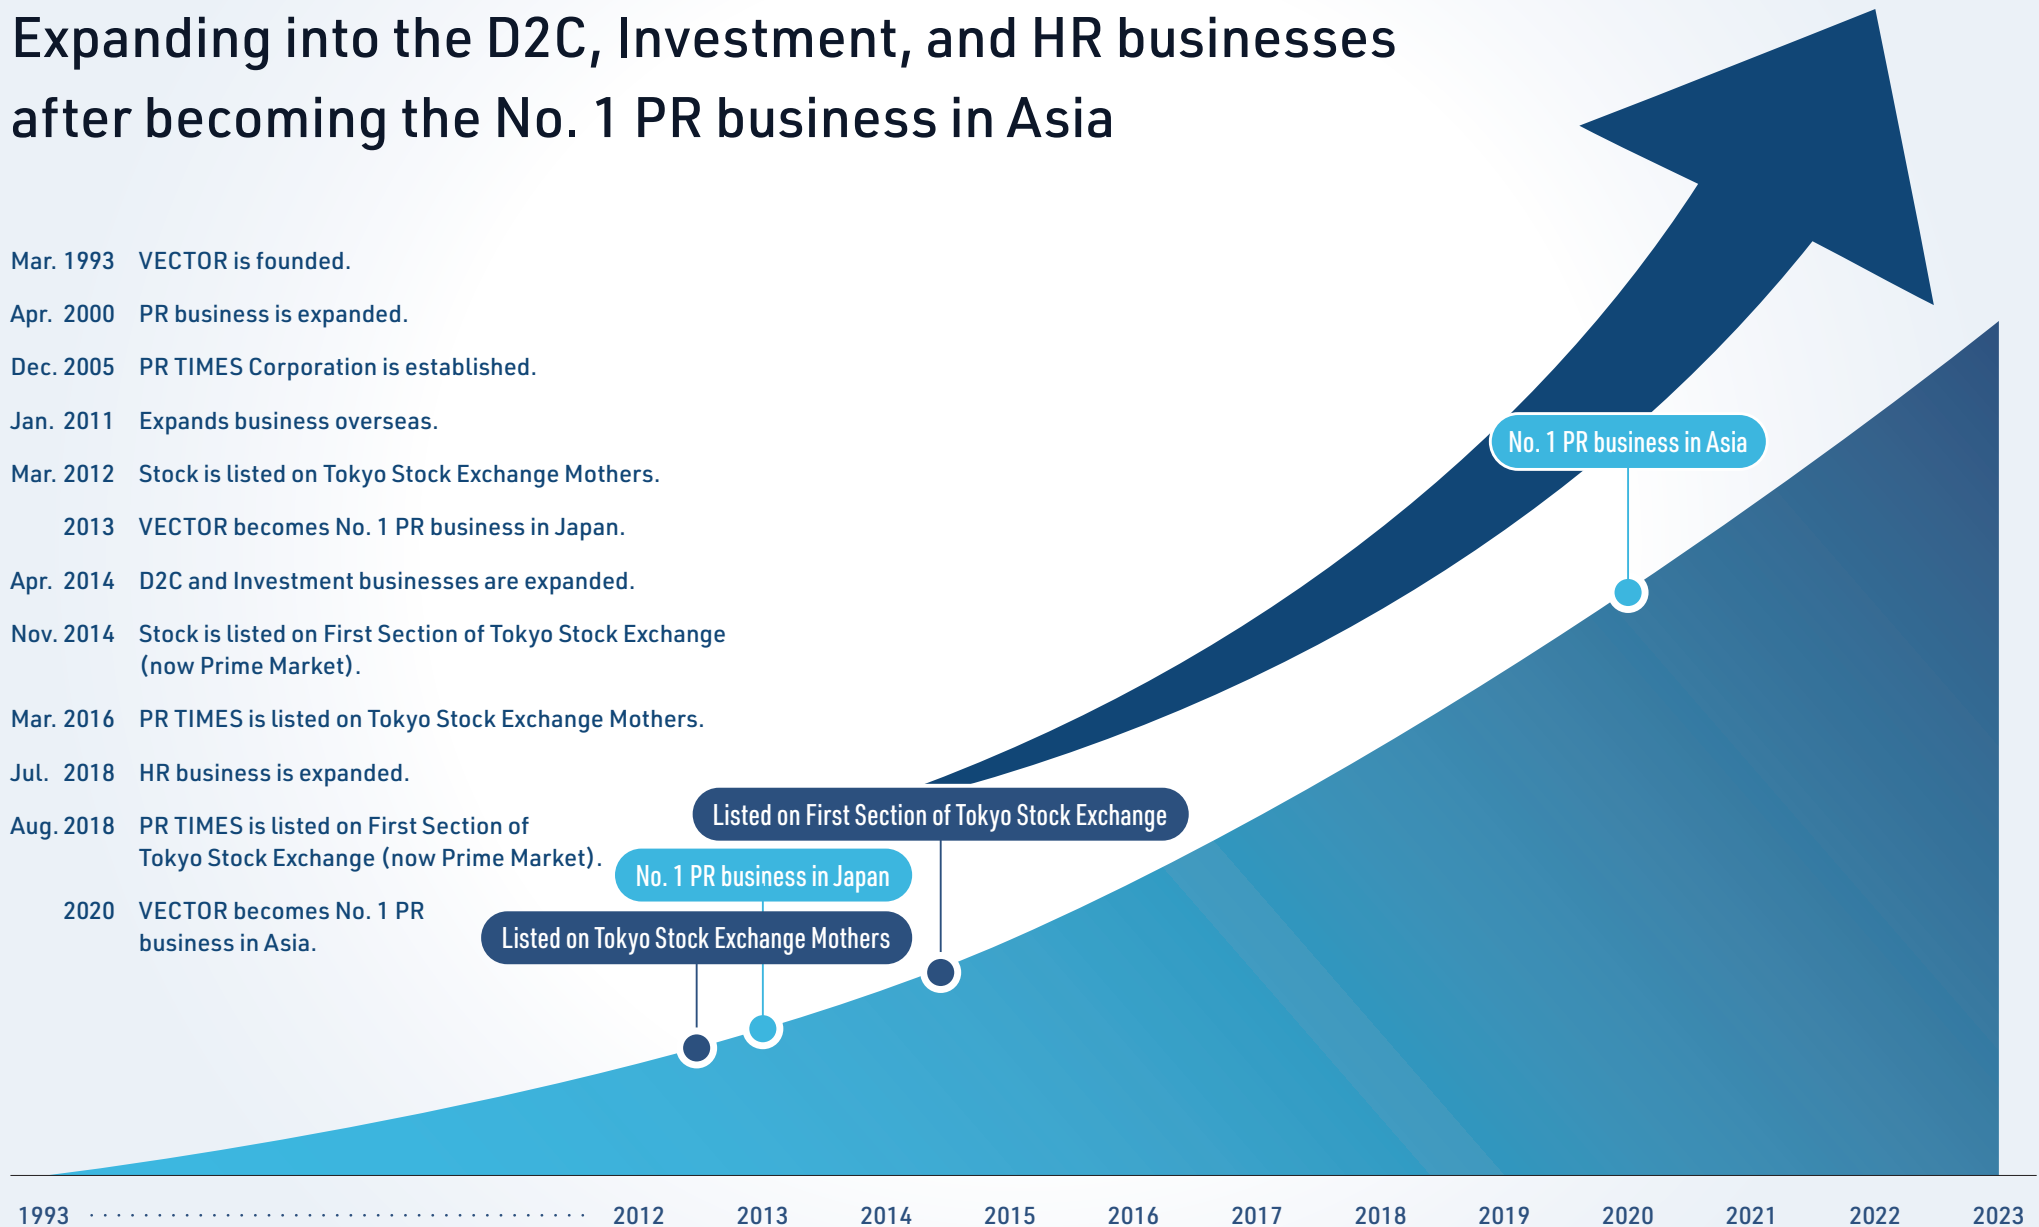 Expanding into the D2C, Investment, and HR businesses
after becoming the No. 1 PR business in Asia
Mar. 1993 VECTOR is founded.
Apr. 2000 PR business is expanded.
Dec. 2005 PR TIMES Corporation is established.
Jan. 2011 Expands business overseas.
Mar. 2012 Stock is listed on Tokyo Stock Exchange Mothers.
2013 VECTOR becomes No. 1 PR business in Japan.
Apr. 2014 D2C and Investment businesses are expanded.
Nov. 2014 Stock is listed on First Section of Tokyo Stock Exchange
(now Prime Market).
Mar. 2016 PR TIMES is listed on Tokyo Stock Exchange Mothers.
Jul. 2018 HR business is expanded.
Aug. 2018 PR TIMES is listed on First Section of
Tokyo Stock Exchange (now Prime Market).
2020 VECTOR becomes No. 1 PR
business in Asia.
No. 1 PR business in Asia
Listed on First Section of Tokyo Stock Exchange
No. 1 PR business in Japan
Listed on Tokyo Stock Exchange Mothers
1993 2012 2013 2014 2015 2016 2017 2018 2019 2020 2021 2022 2023